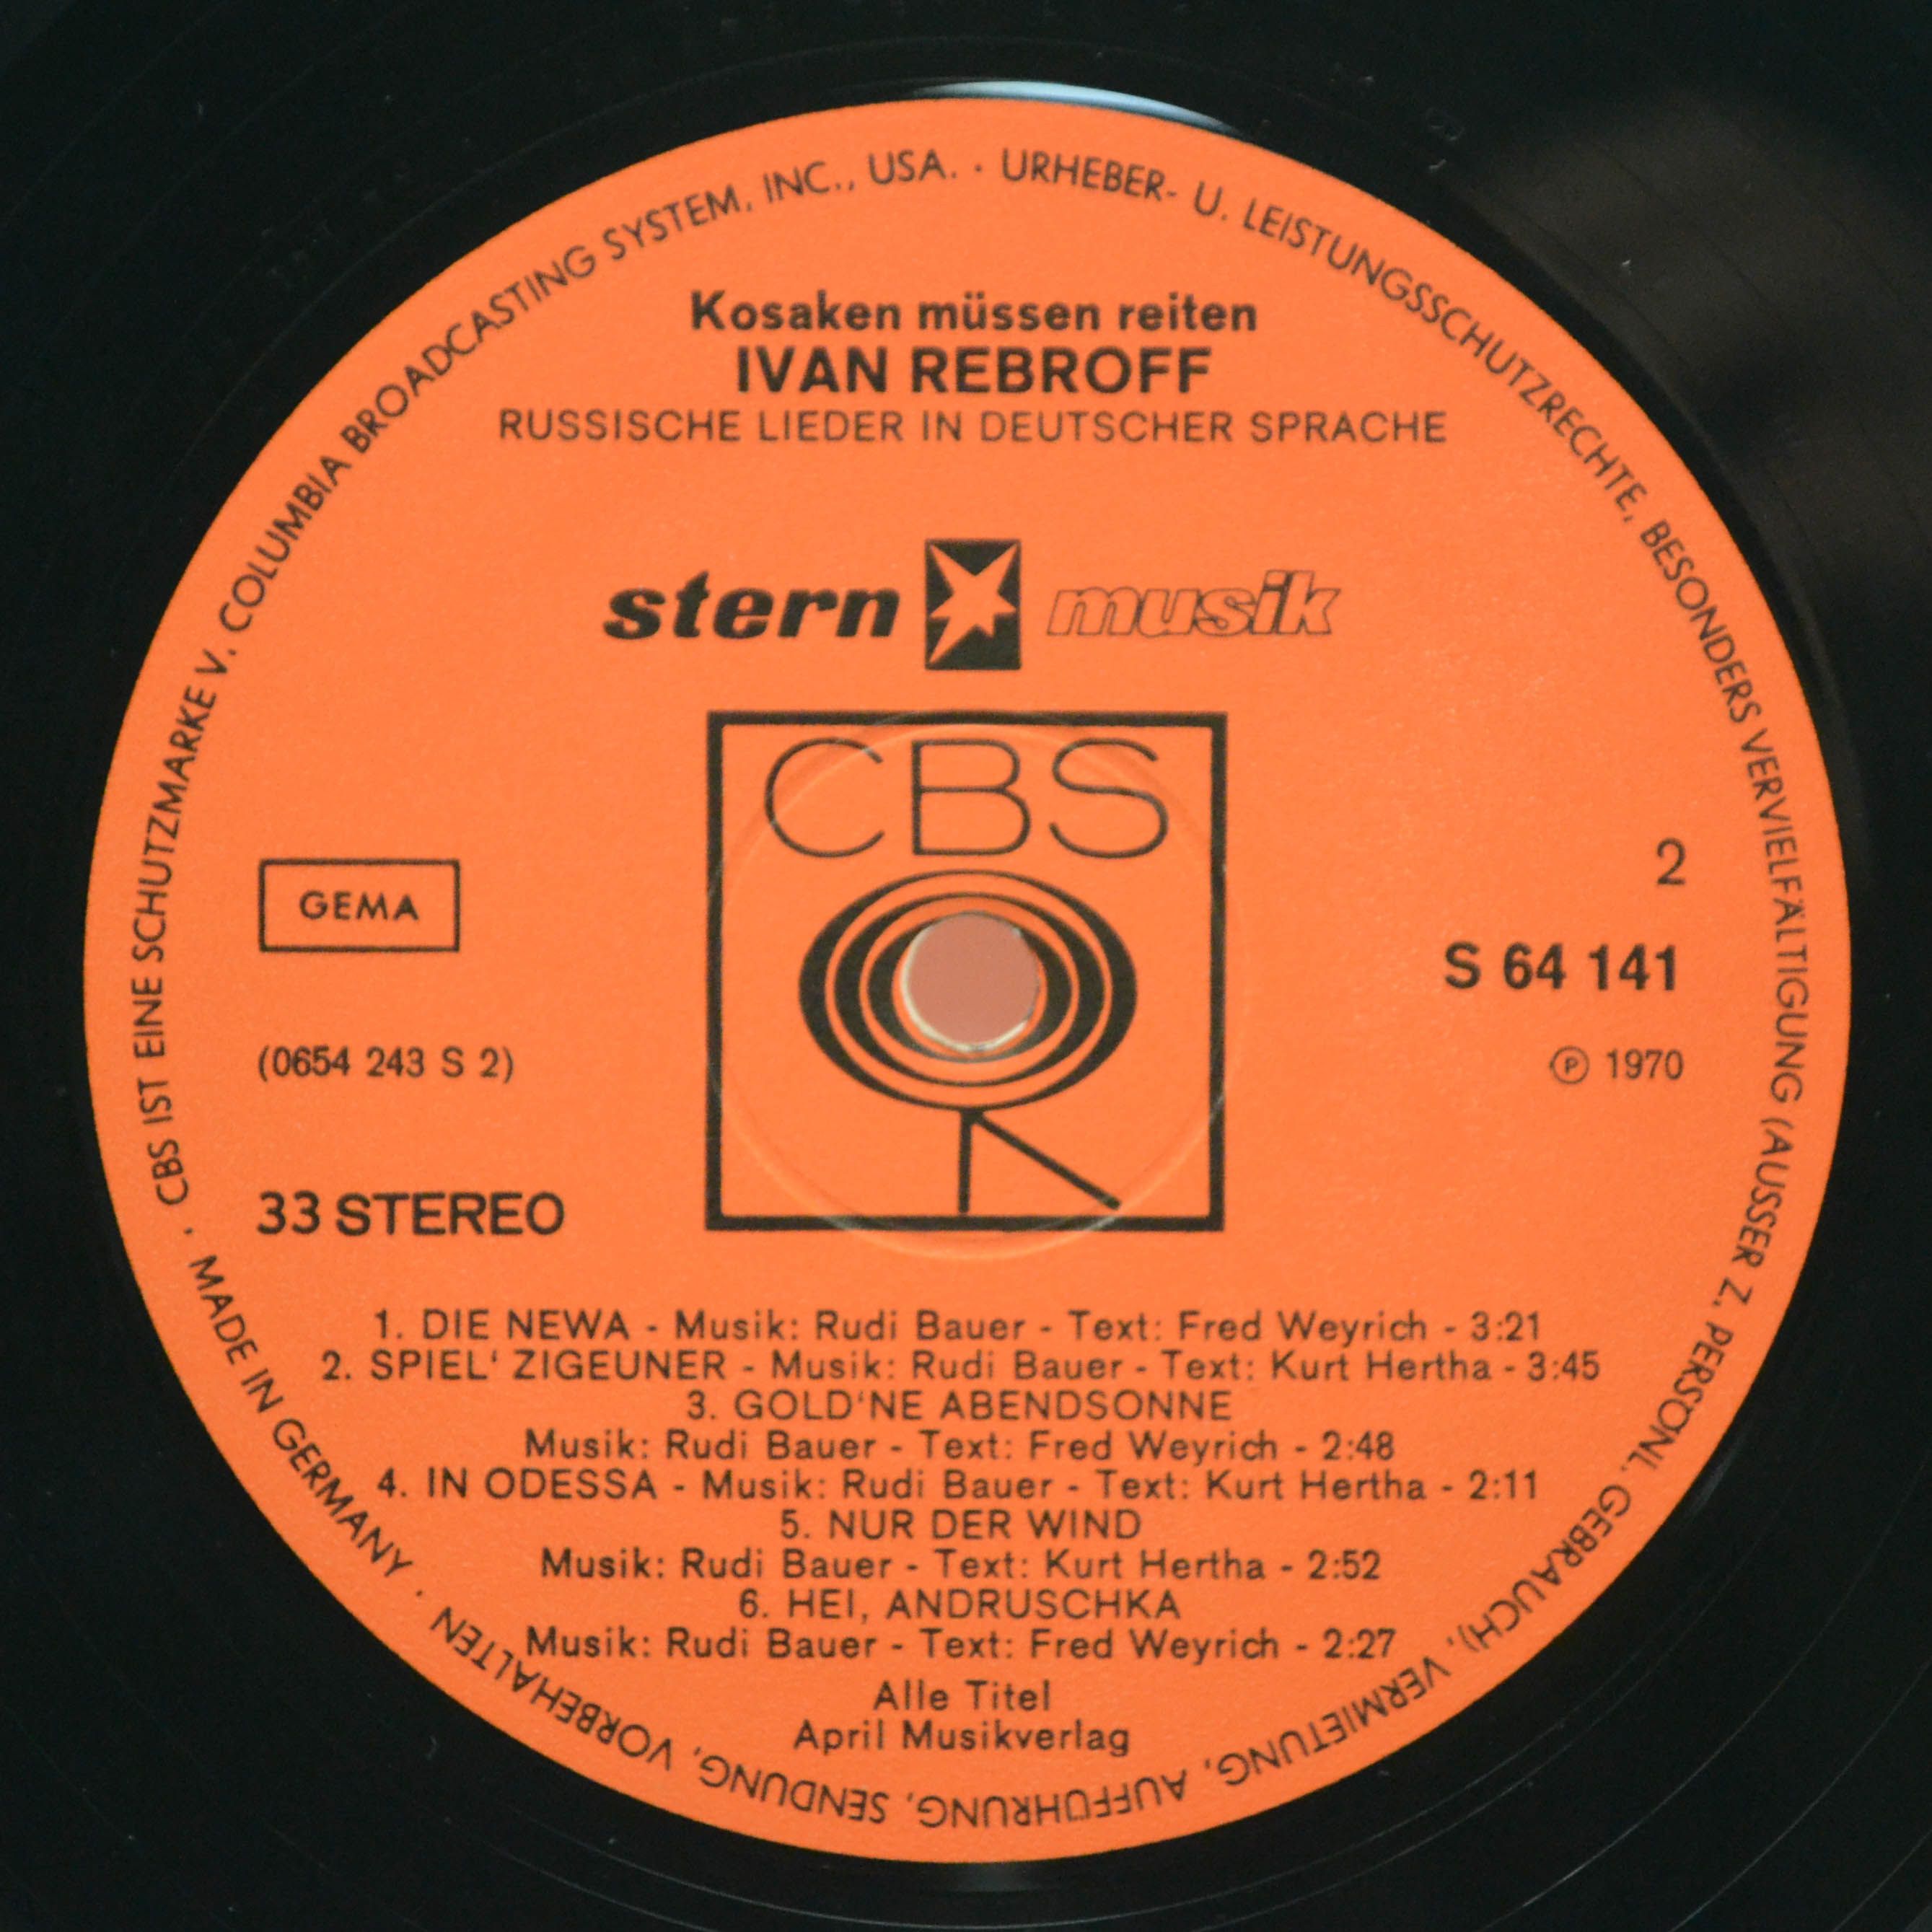 CBS IST EINE SCHUTZMARKE V. COLUMBIA BROADCASTING SYSTEM, INC., USA. · URHEBER- U. LEISTUNGSSCHUTZRECHTE, BESONDERS VERVIELFÄLTIGUNG (AUSSER Z. PERSÖNL. GEBRAUCH), VERMIETUNG, AUFFÜHRUNG, SENDUNG, VORBEHALTEN · MADE IN GERMANY ·
Kosaken müssen reiten
IVAN REBROFF
RUSSISCHE LIEDER IN DEUTSCHER SPRACHE
stern musik
CBS
GEMA
2
S 64 141
(0654 243 S 2)
Ⓟ 1970
33 STEREO
1. DIE NEWA - Musik: Rudi Bauer - Text: Fred Weyrich - 3:21
2. SPIEL' ZIGEUNER - Musik: Rudi Bauer - Text: Kurt Hertha - 3:45
3. GOLD'NE ABENDSONNE
Musik: Rudi Bauer - Text: Fred Weyrich - 2:48
4. IN ODESSA - Musik: Rudi Bauer - Text: Kurt Hertha - 2:11
5. NUR DER WIND
Musik: Rudi Bauer - Text: Kurt Hertha - 2:52
6. HEI, ANDRUSCHKA
Musik: Rudi Bauer - Text: Fred Weyrich - 2:27
Alle Titel
April Musikverlag